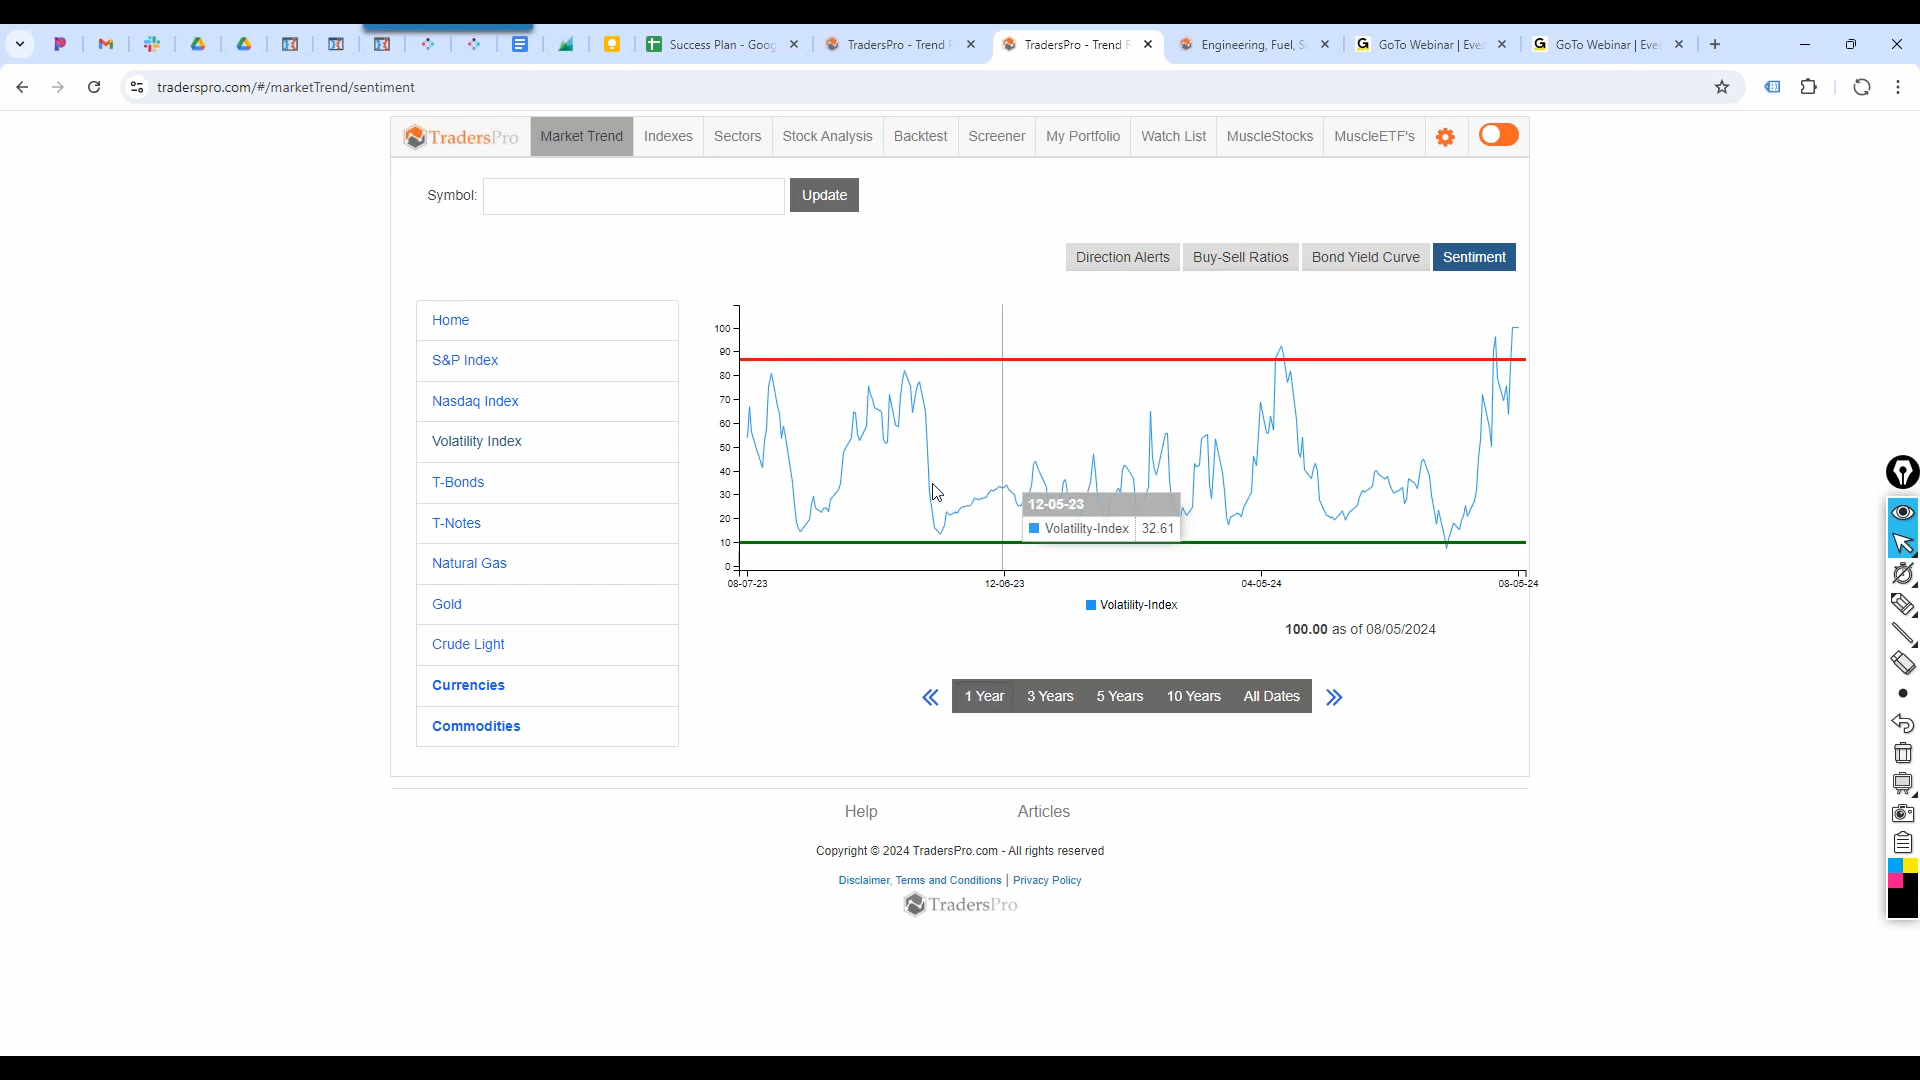 Success Plan - Goog
TradersPro - Trend F
TradersPro - Trend F
Engineering, Fuel, S
GoTo Webinar | Ever
GoTo Webinar | Ever
traderspro.com/#/marketTrend/sentiment
TradersPro
Market Trend
Indexes
Sectors
Stock Analysis
Backtest
Screener
My Portfolio
Watch List
MuscleStocks
MuscleETF's
Symbol:
Update
Direction Alerts
Buy-Sell Ratios
Bond Yield Curve
Sentiment
Home
S&P Index
Nasdaq Index
Volatility Index
T-Bonds
T-Notes
Natural Gas
Gold
Crude Light
Currencies
Commodities
100
90
80
70
60
50
40
30
20
10
0
12-05-23
Volatility-Index 32.61
08-07-23
12-06-23
04-05-24
08-05-24
Volatility-Index
100.00 as of 08/05/2024
1 Year
3 Years
5 Years
10 Years
All Dates
Help
Articles
Copyright © 2024 TradersPro.com - All rights reserved
Disclaimer, Terms and Conditions | Privacy Policy
TradersPro